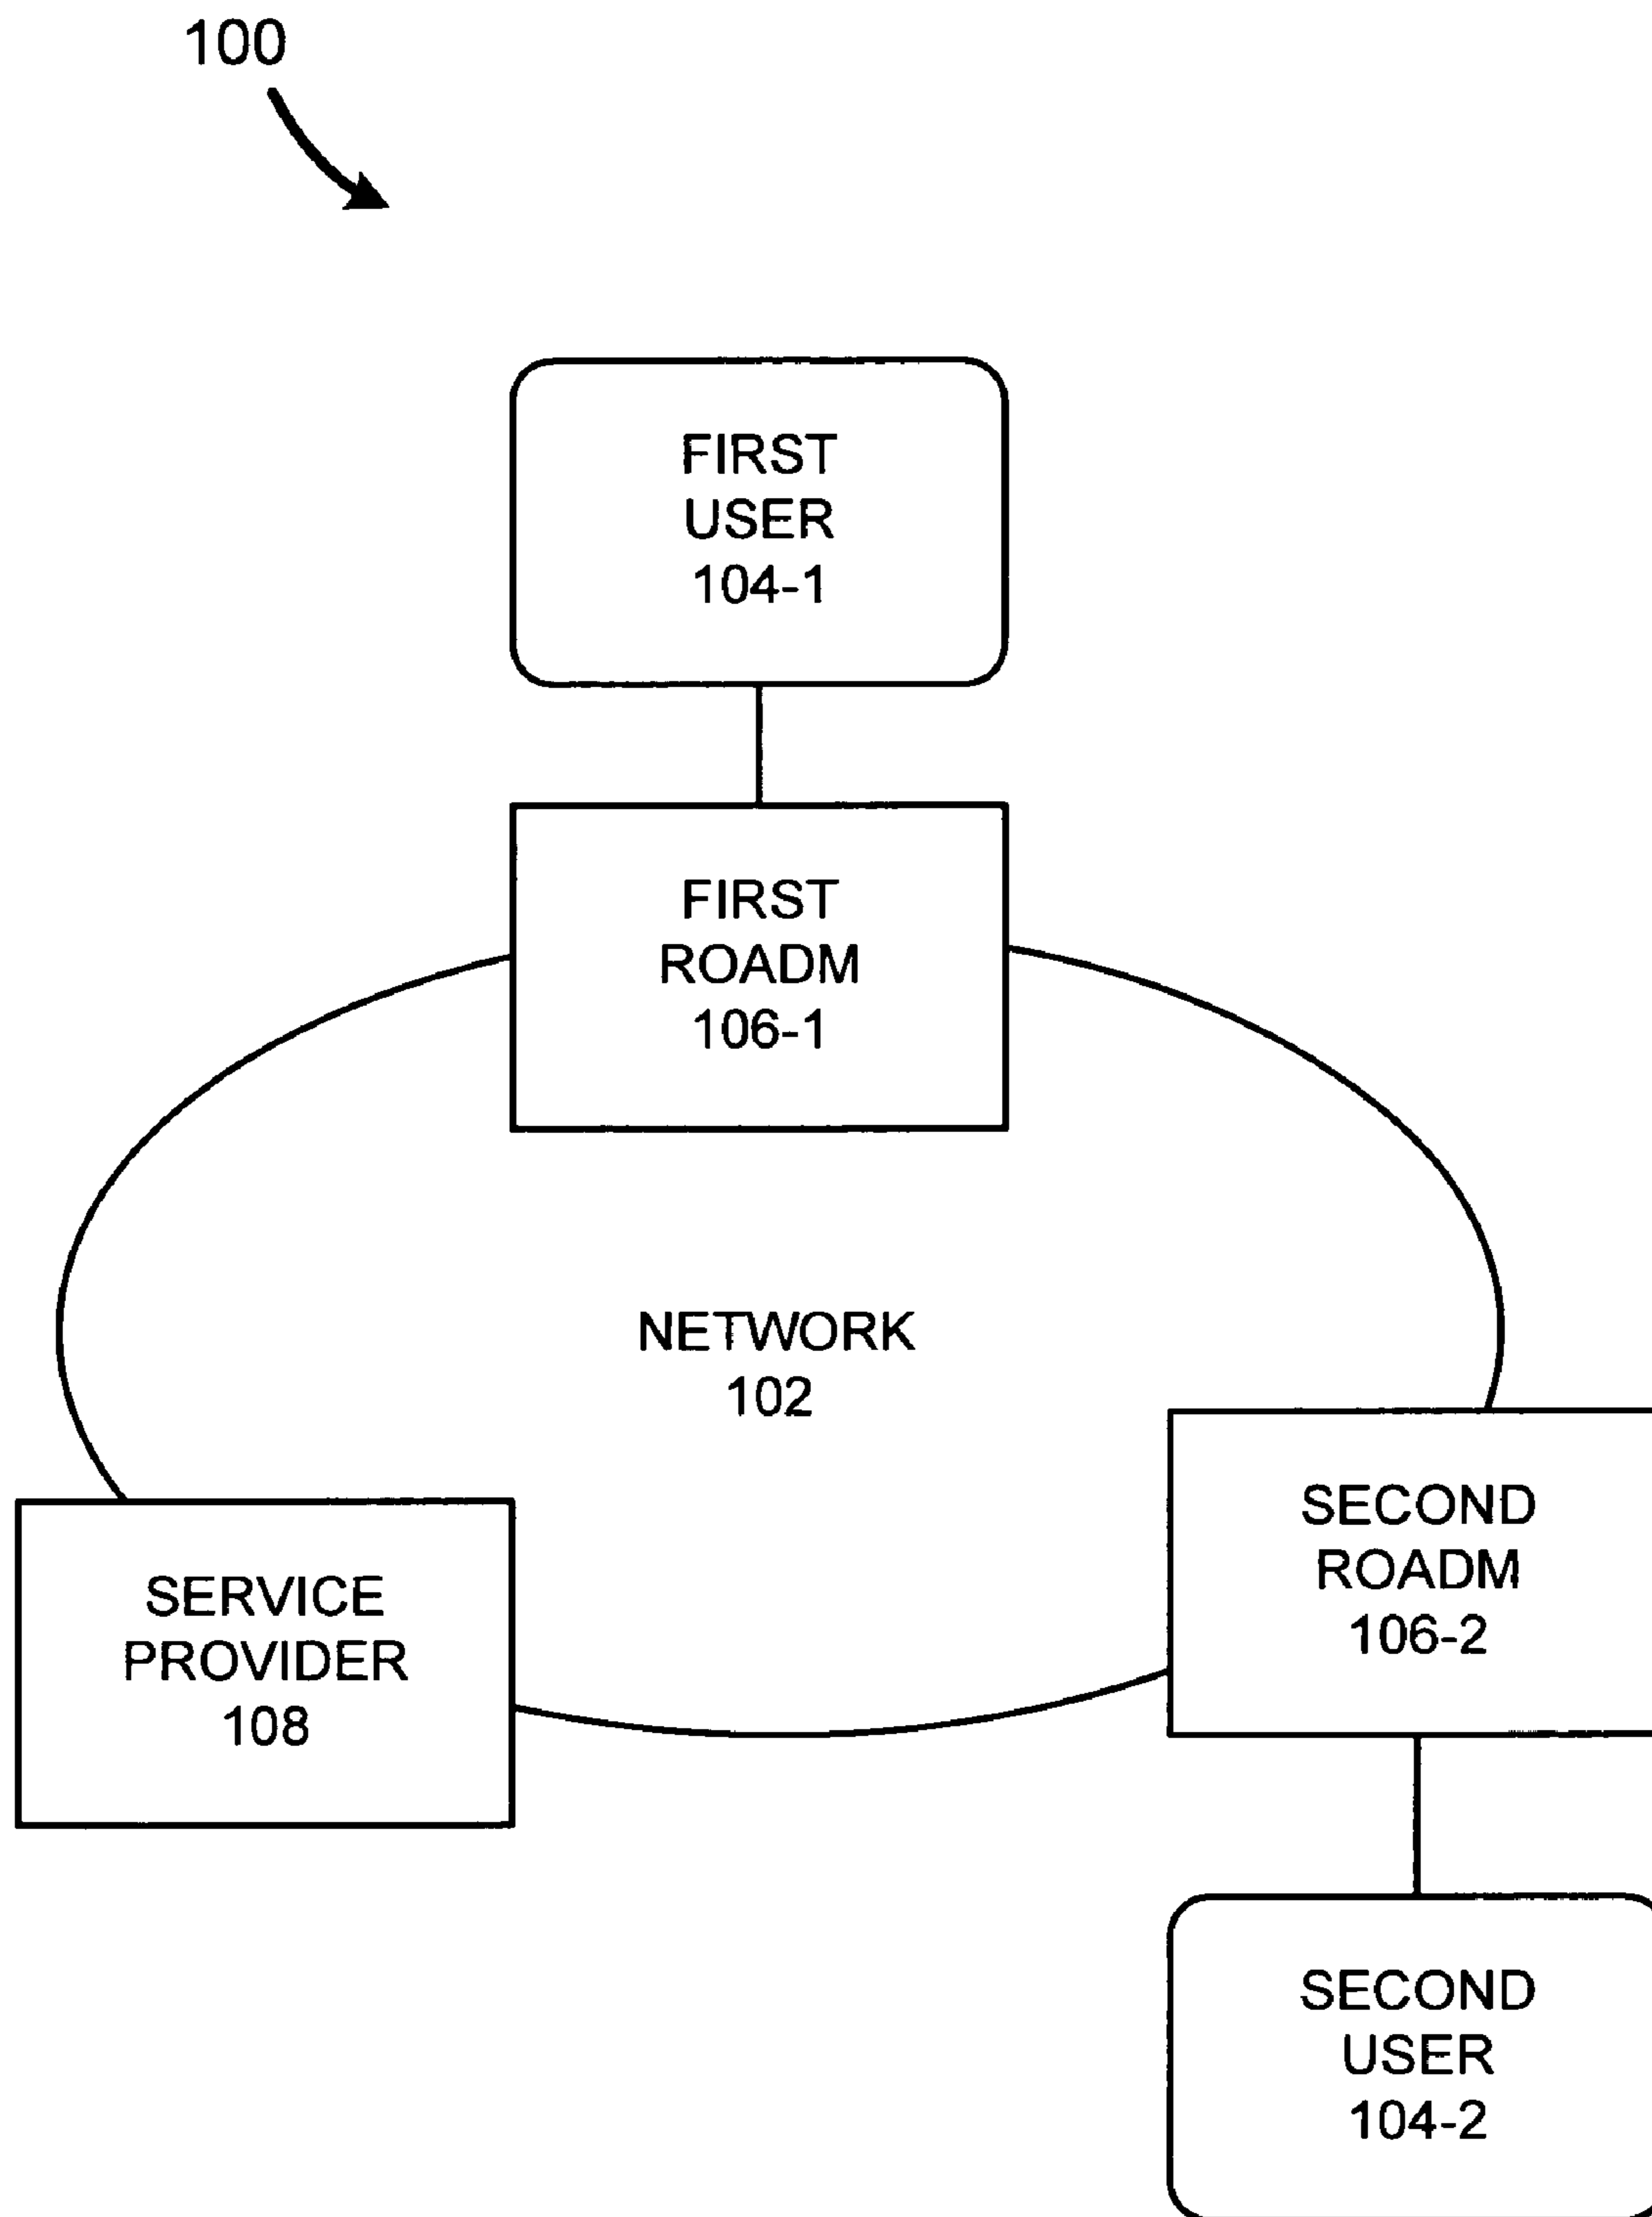 100
FIRST
USER
104-1
FIRST
ROADM
106-1
NETWORK
102
SECOND
ROADM
106-2
SERVICE
PROVIDER
108
SECOND
USER
104-2